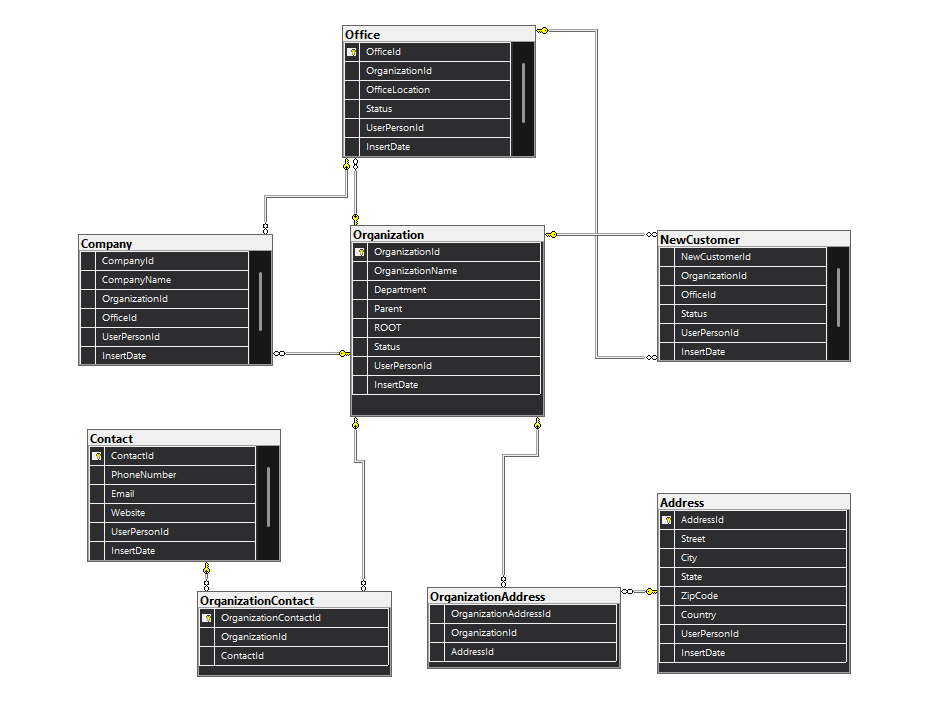 Office
OfficeId
OrganizationId
OfficeLocation
Status
UserPersonId
InsertDate
Company
CompanyId
CompanyName
OrganizationId
OfficeId
UserPersonId
InsertDate
Organization
OrganizationId
OrganizationName
Department
Parent
ROOT
Status
UserPersonId
InsertDate
NewCustomer
NewCustomerId
OrganizationId
OfficeId
Status
UserPersonId
InsertDate
Contact
ContactId
PhoneNumber
Email
Website
UserPersonId
InsertDate
OrganizationContact
OrganizationContactId
OrganizationId
ContactId
OrganizationAddress
OrganizationAddressId
OrganizationId
AddressId
Address
AddressId
Street
City
State
ZipCode
Country
UserPersonId
InsertDate